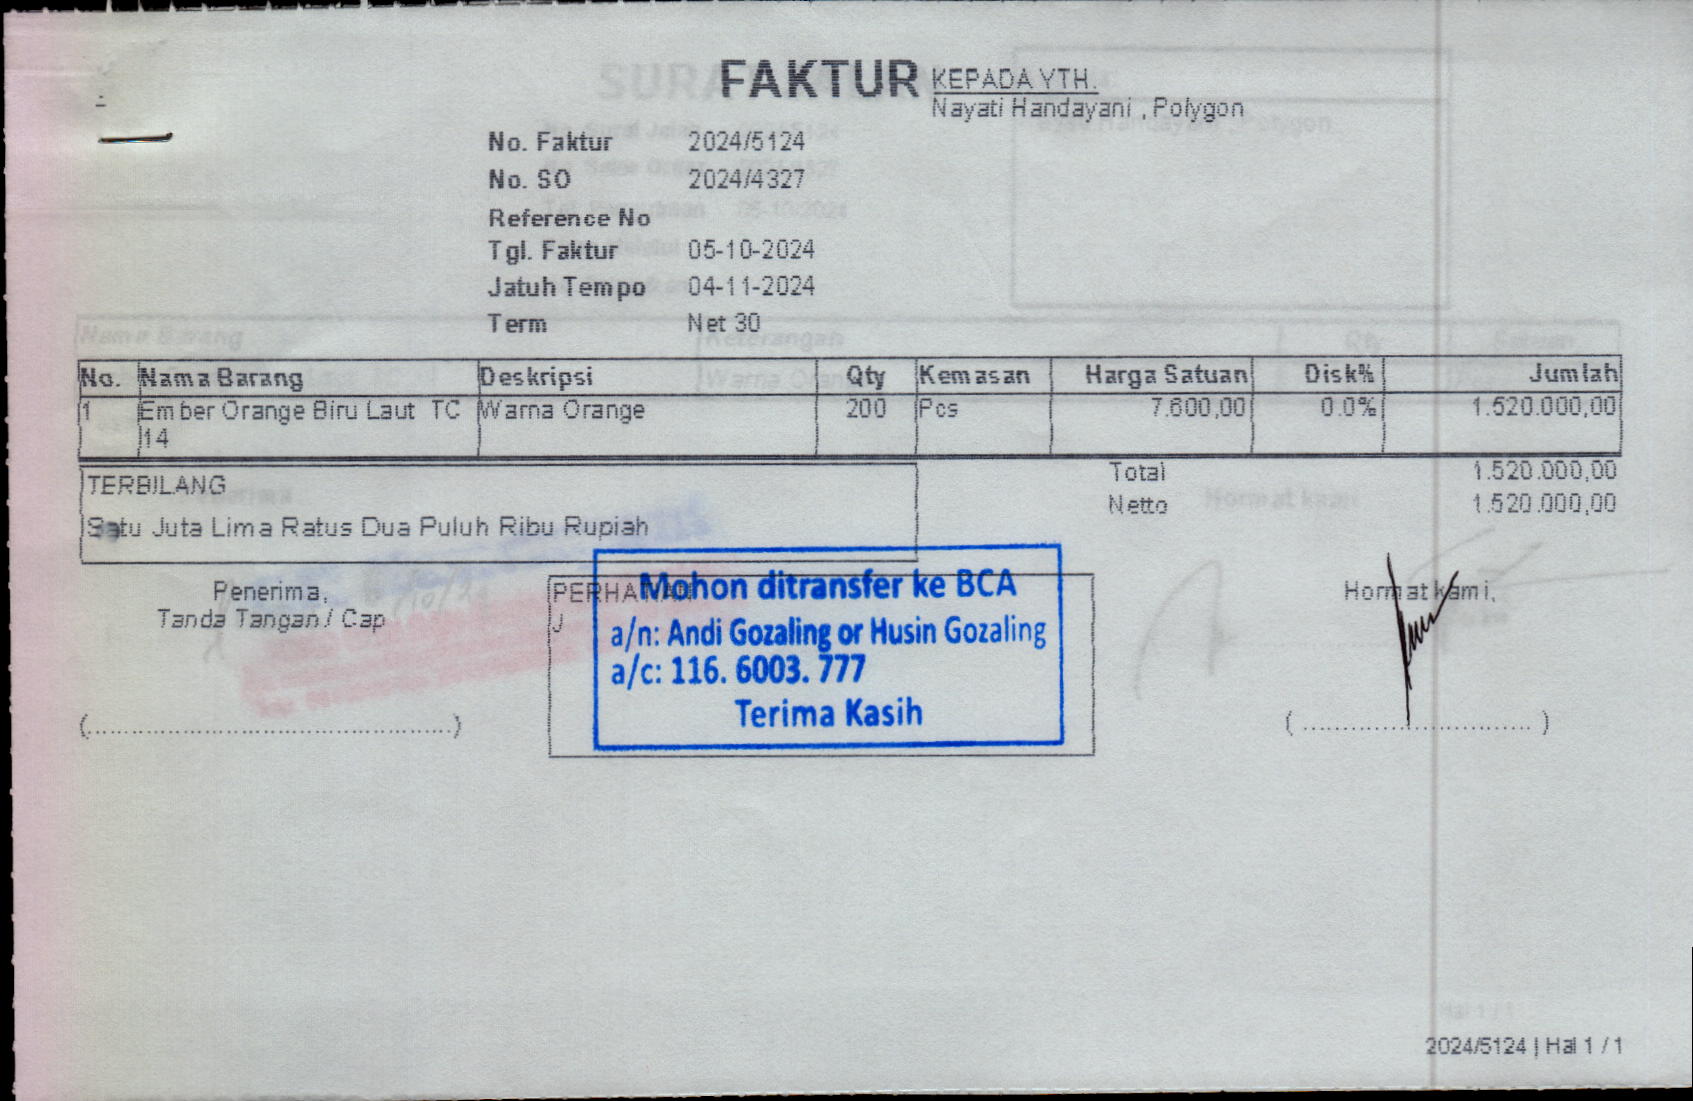 FAKTUR
KEPADA YTH.
Nayati Handayani , Polygon
No. Faktur 2024/5124
No. SO 2024/4327
Reference No
Tgl. Faktur 05-10-2024
Jatuh Tempo 04-11-2024
Term Net 30
No. Nama Barang Deskripsi Qty Kemasan Harga Satuan Disk% Jumlah
1 Ember Orange Biru Laut TC Warna Orange 200 Pcs 7.600,00 0.0% 1.520.000,00
14
TERBILANG
Satu Juta Lima Ratus Dua Puluh Ribu Rupiah
Total 1.520.000,00
Netto 1.520.000,00
Penerima,
Tanda Tangan / Cap
(..............................................)
Mohon ditransfer ke BCA
a/n: Andi Gozaling or Husin Gozaling
a/c: 116. 6003. 777
Terima Kasih
Hormat kami,
( ............................. )
2024/5124 | Hal 1 / 1